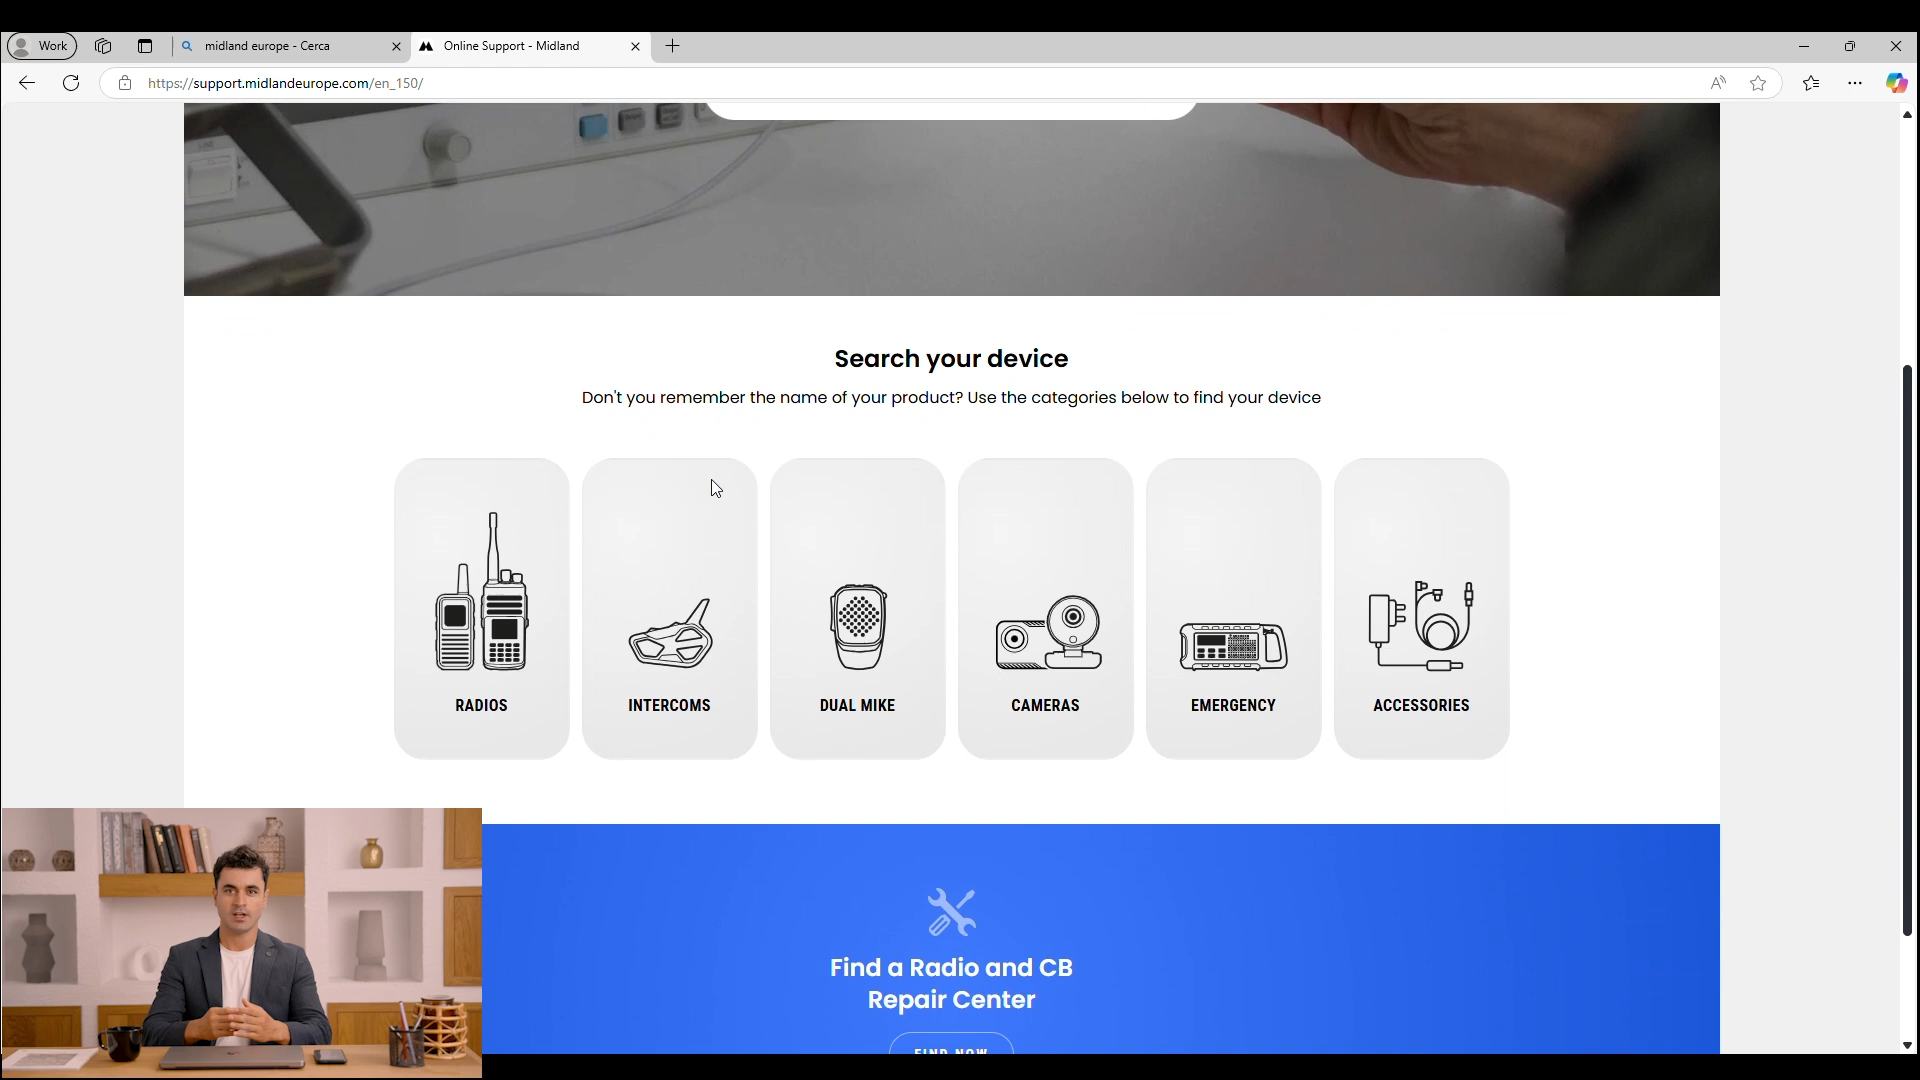 Work
midland europe - Cerca
Online Support - Midland
https://support.midlandeurope.com/en_150/
Search your device
Don't you remember the name of your product? Use the categories below to find your device
RADIOS
INTERCOMS
DUAL MIKE
CAMERAS
EMERGENCY
ACCESSORIES
Find a Radio and CB
Repair Center
FIND NOW